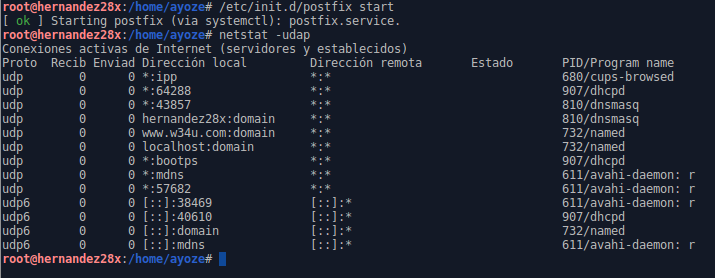 root@hernandez28x:/home/ayoze# /etc/init.d/postfix start
[ ok ] Starting postfix (via systemctl): postfix.service.
root@hernandez28x:/home/ayoze# netstat -udap
Conexiones activas de Internet (servidores y establecidos)
Proto  Recib Enviad Dirección local         Dirección remota       Estado      PID/Program name
udp        0      0 *:ipp                   *:*                                680/cups-browsed
udp        0      0 *:64288                 *:*                                907/dhcpd
udp        0      0 *:43857                 *:*                                810/dnsmasq
udp        0      0 hernandez28x:domain     *:*                                810/dnsmasq
udp        0      0 www.w34u.com:domain     *:*                                732/named
udp        0      0 localhost:domain        *:*                                732/named
udp        0      0 *:bootps                *:*                                907/dhcpd
udp        0      0 *:mdns                  *:*                                611/avahi-daemon: r
udp        0      0 *:57682                 *:*                                611/avahi-daemon: r
udp6       0      0 [::]:38469              [::]:*                             611/avahi-daemon: r
udp6       0      0 [::]:40610              [::]:*                             907/dhcpd
udp6       0      0 [::]:domain             [::]:*                             732/named
udp6       0      0 [::]:mdns               [::]:*                             611/avahi-daemon: r
root@hernandez28x:/home/ayoze#